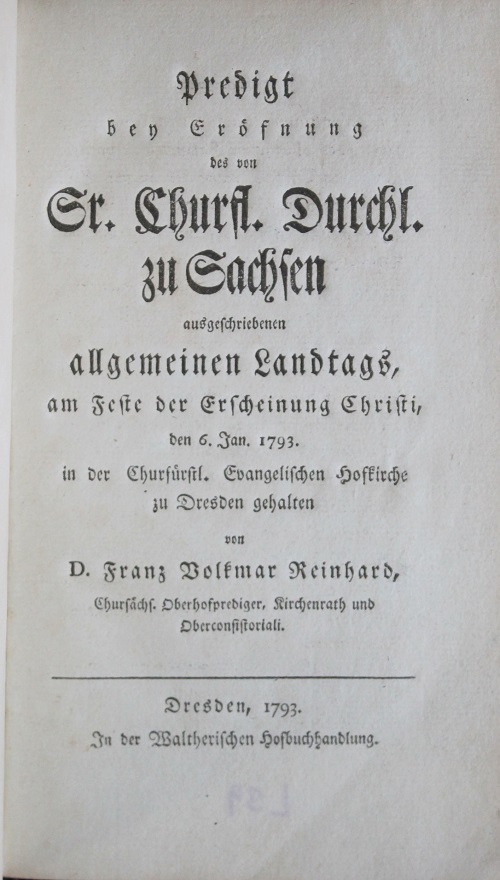 Predigt
bey Eröfnung
des von
Sr. Churfl. Durchl.
zu Sachsen
ausgeschriebenen
allgemeinen Landtags,
am Feste der Erscheinung Christi,
den 6. Jan. 1793.
in der Churfürstl. Evangelischen Hofkirche
zu Dresden gehalten
von
D. Franz Volkmar Reinhard,
Chursächs. Oberhofprediger, Kirchenrath und
Oberconsistoriali.
Dresden, 1793.
In der Waltherischen Hofbuchhandlung.